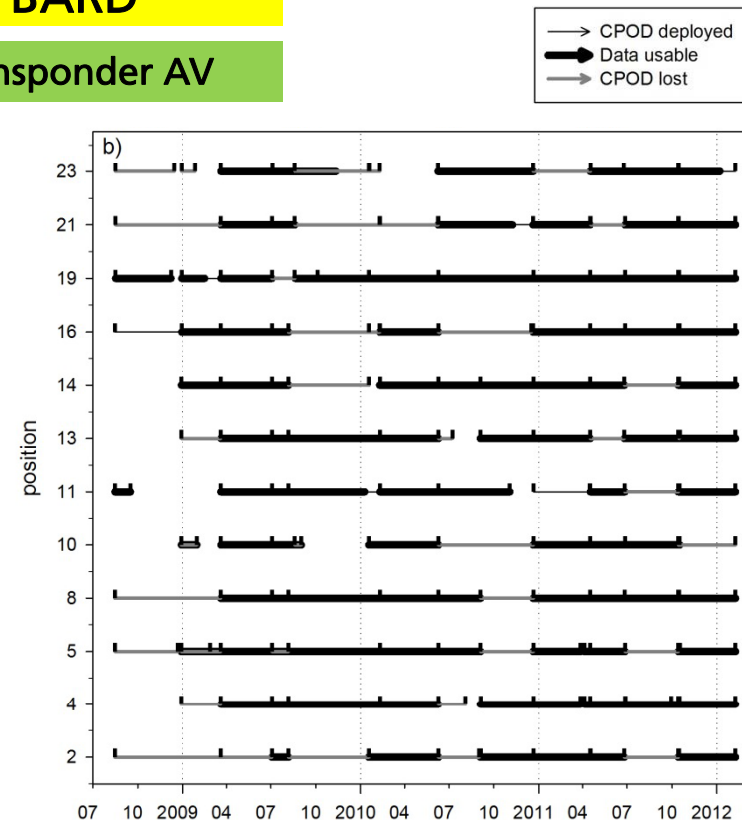 BARD
nsponder AV
CPOD deployed
Data usable
CPOD lost
b)
23
21
19
16
14
13
11
10
8
5
4
2
position
07 10 2009 04 07 10 2010 04 07 10 2011 04 07 10 2012